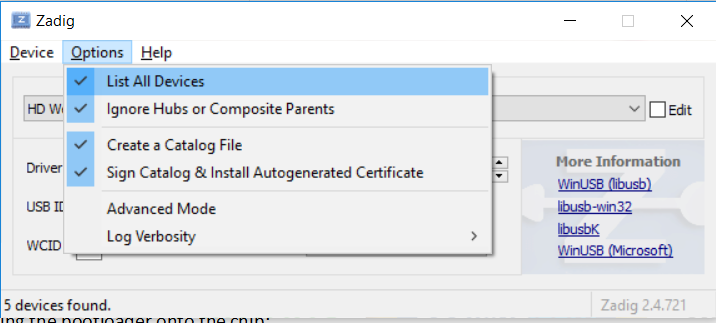 Zadig
Device Options Help
List All Devices
HD We
Ignore Hubs or Composite Parents
Edit
Create a Catalog File
Driver
Sign Catalog & Install Autogenerated Certificate
More Information
WinUSB (libusb)
USB ID
Advanced Mode
libusb-win32
Log Verbosity
libusbK
WCID
WinUSB (Microsoft)
5 devices found.
Zadig 2.4.721
ing the bootloader onto the chip: